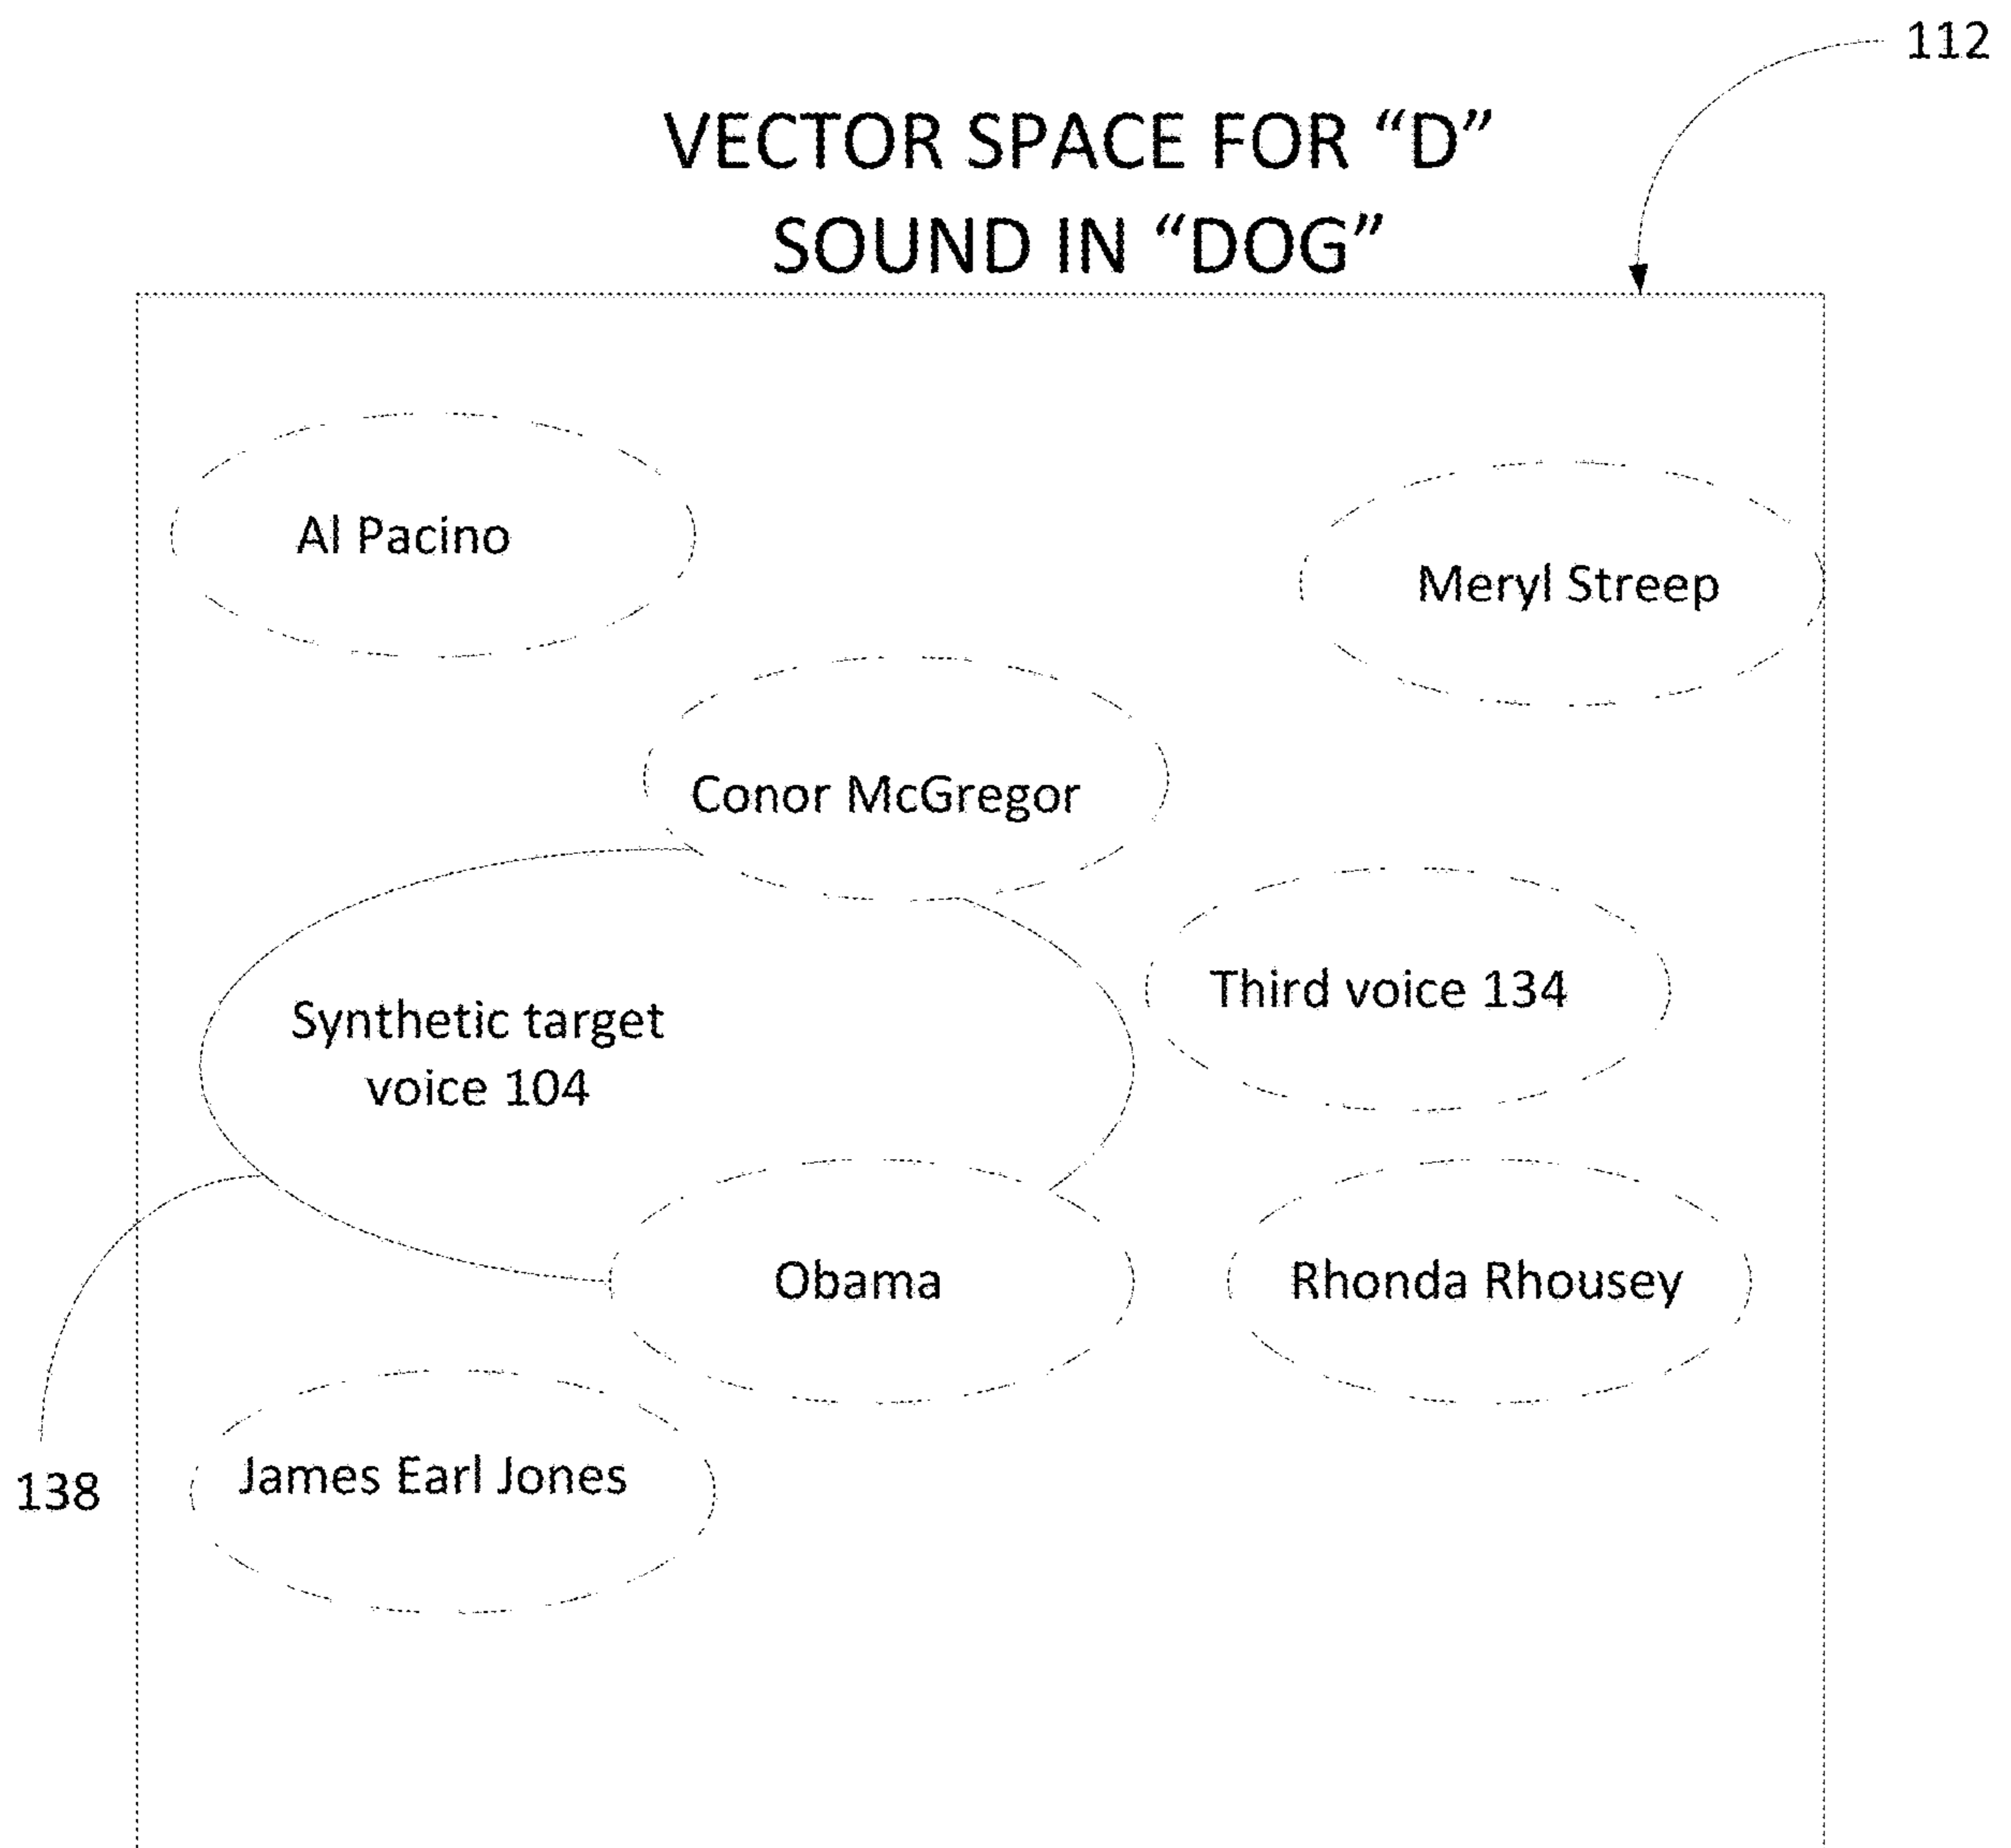 112
VECTOR SPACE FOR “D”
SOUND IN “DOG”
Al Pacino
Meryl Streep
Conor McGregor
Third voice 134
Synthetic target
voice 104
Obama
Rhonda Rhousey
James Earl Jones
138